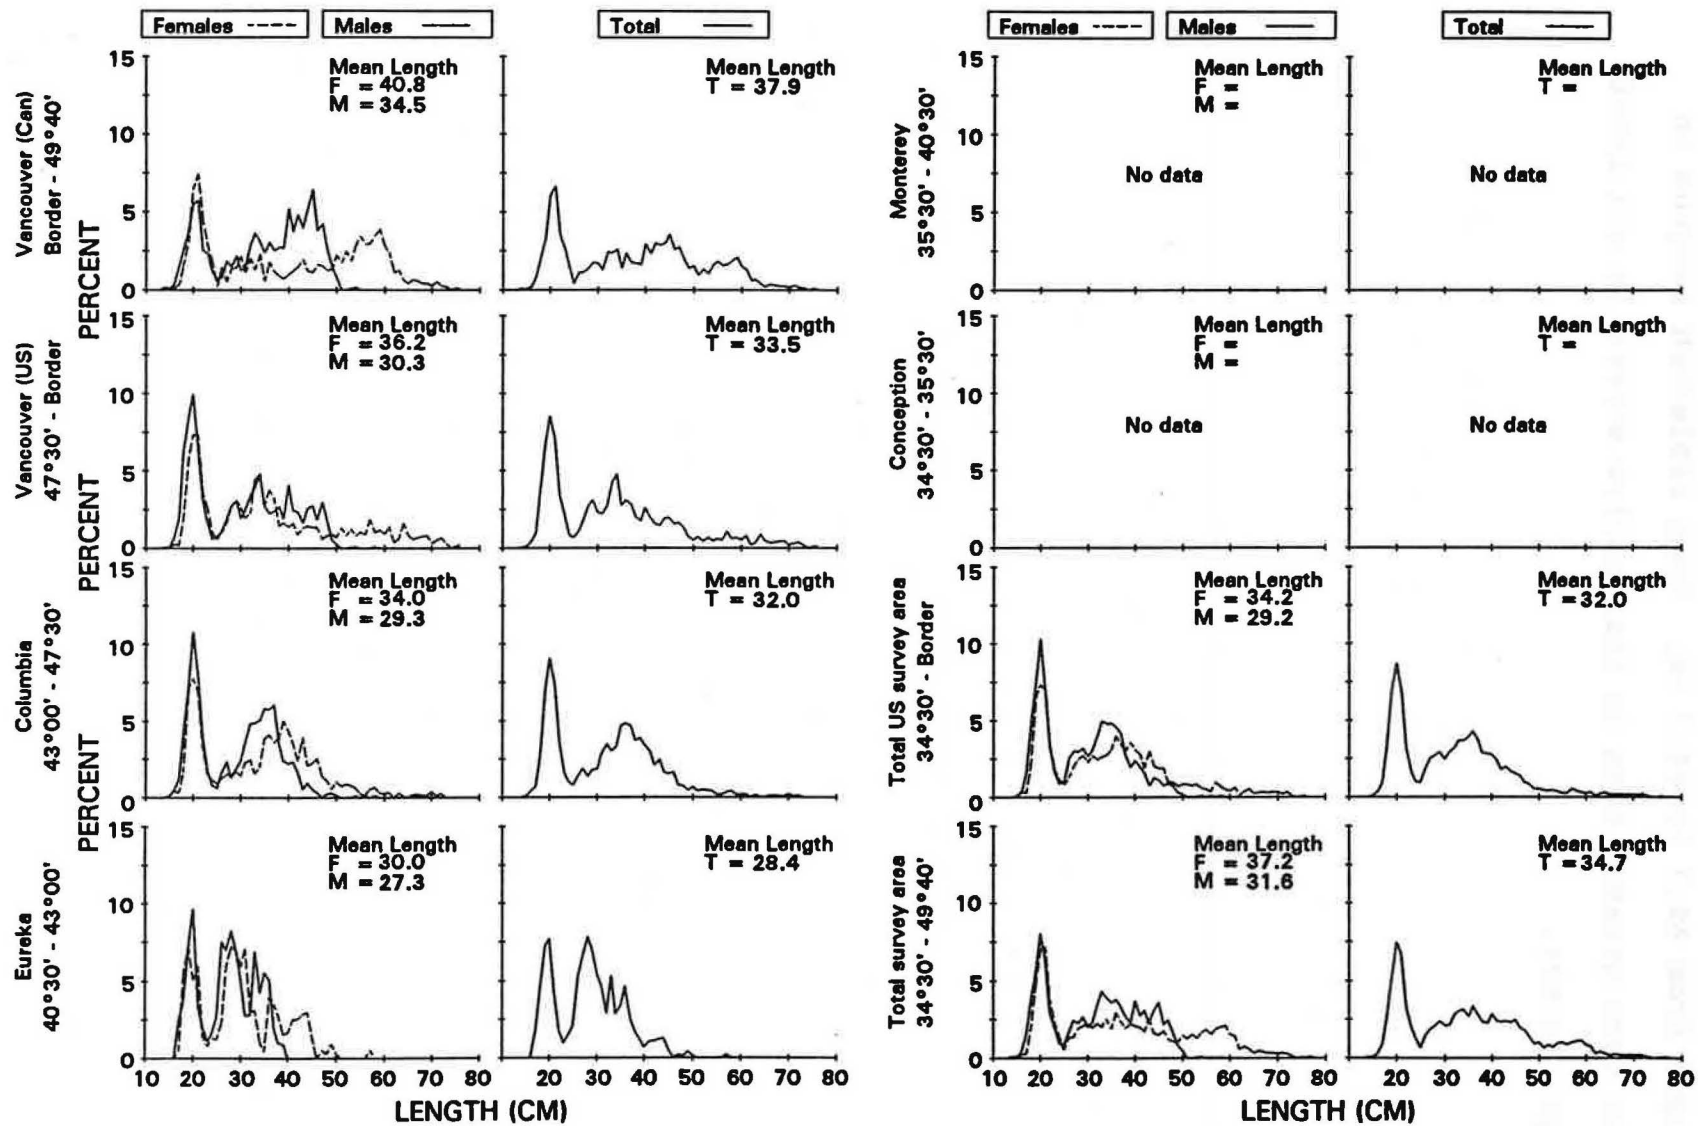 Females
Males
Total
Females
Males
Total
Vancouver (Can)
Border - 49°40'
PERCENT
15
10
5
0
Mean Length
F = 40.8
M = 34.5
Mean Length
T = 37.9
Vancouver (US)
47°30' - Border
PERCENT
15
10
5
0
Mean Length
F = 36.2
M = 30.3
Mean Length
T = 33.5
Columbia
43°00' - 47°30'
PERCENT
15
10
5
0
Mean Length
F = 34.0
M = 29.3
Mean Length
T = 32.0
Eureka
40°30' - 43°00'
15
10
5
0
Mean Length
F = 30.0
M = 27.3
Mean Length
T = 28.4
10 20 30 40 50 60 70 80
20 30 40 50 60 70 80
LENGTH (CM)
Monterey
35°30' - 40°30'
15
10
5
0
Mean Length
F =
M =
No data
Mean Length
T =
No data
Conception
34°30' - 35°30'
15
10
5
0
Mean Length
F =
M =
No data
Mean Length
T =
No data
Total US survey area
34°30' - Border
15
10
5
0
Mean Length
F = 34.2
M = 29.2
Mean Length
T = 32.0
Total survey area
34°30' - 49°40'
15
10
5
0
Mean Length
F = 37.2
M = 31.6
Mean Length
T = 34.7
10 20 30 40 50 60 70 80
20 30 40 50 60 70 80
LENGTH (CM)